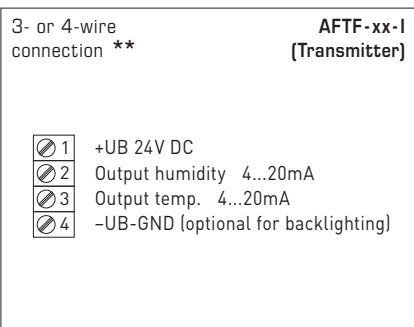 3- or 4-wire AFTF-xx-I
connection ** (Transmitter)
1 +UB 24V DC
2 Output humidity 4...20mA
3 Output temp. 4...20mA
4 –UB-GND (optional for backlighting)